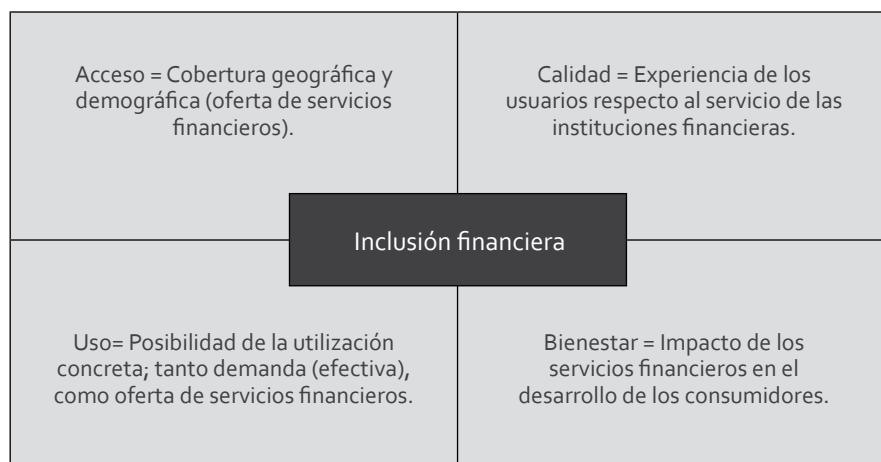 Acceso = Cobertura geográfica y
demográfica (oferta de servicios
financieros).
Calidad = Experiencia de los
usuarios respecto al servicio de las
instituciones financieras.
Inclusión financiera
Uso= Posibilidad de la utilización
concreta; tanto demanda (efectiva),
como oferta de servicios financieros.
Bienestar = Impacto de los
servicios financieros en el
desarrollo de los consumidores.